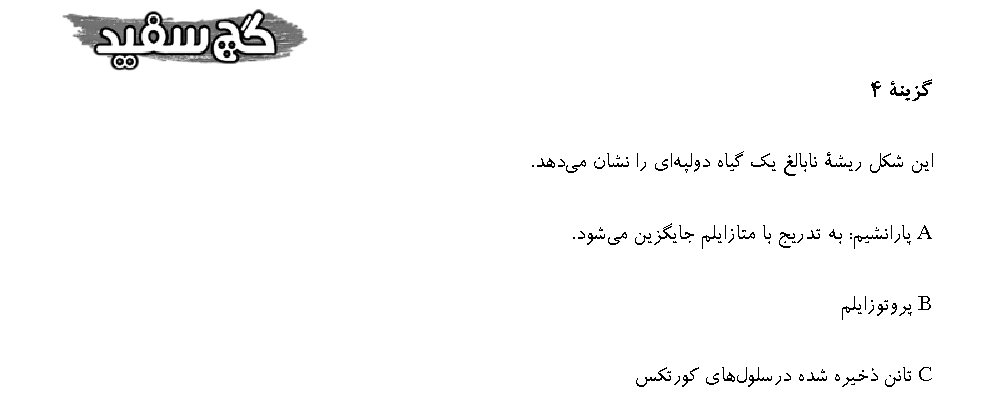 گچ سفید
گزینهٔ ۴
این شکل ریشهٔ نابالغ یک گیاه دولپه‌ای را نشان می‌دهد.
A پارانشیم: به تدریج با متازایلم جایگزین می‌شود.
B پروتوزایلم
C تانن ذخیره شده درسلول‌های کورتکس